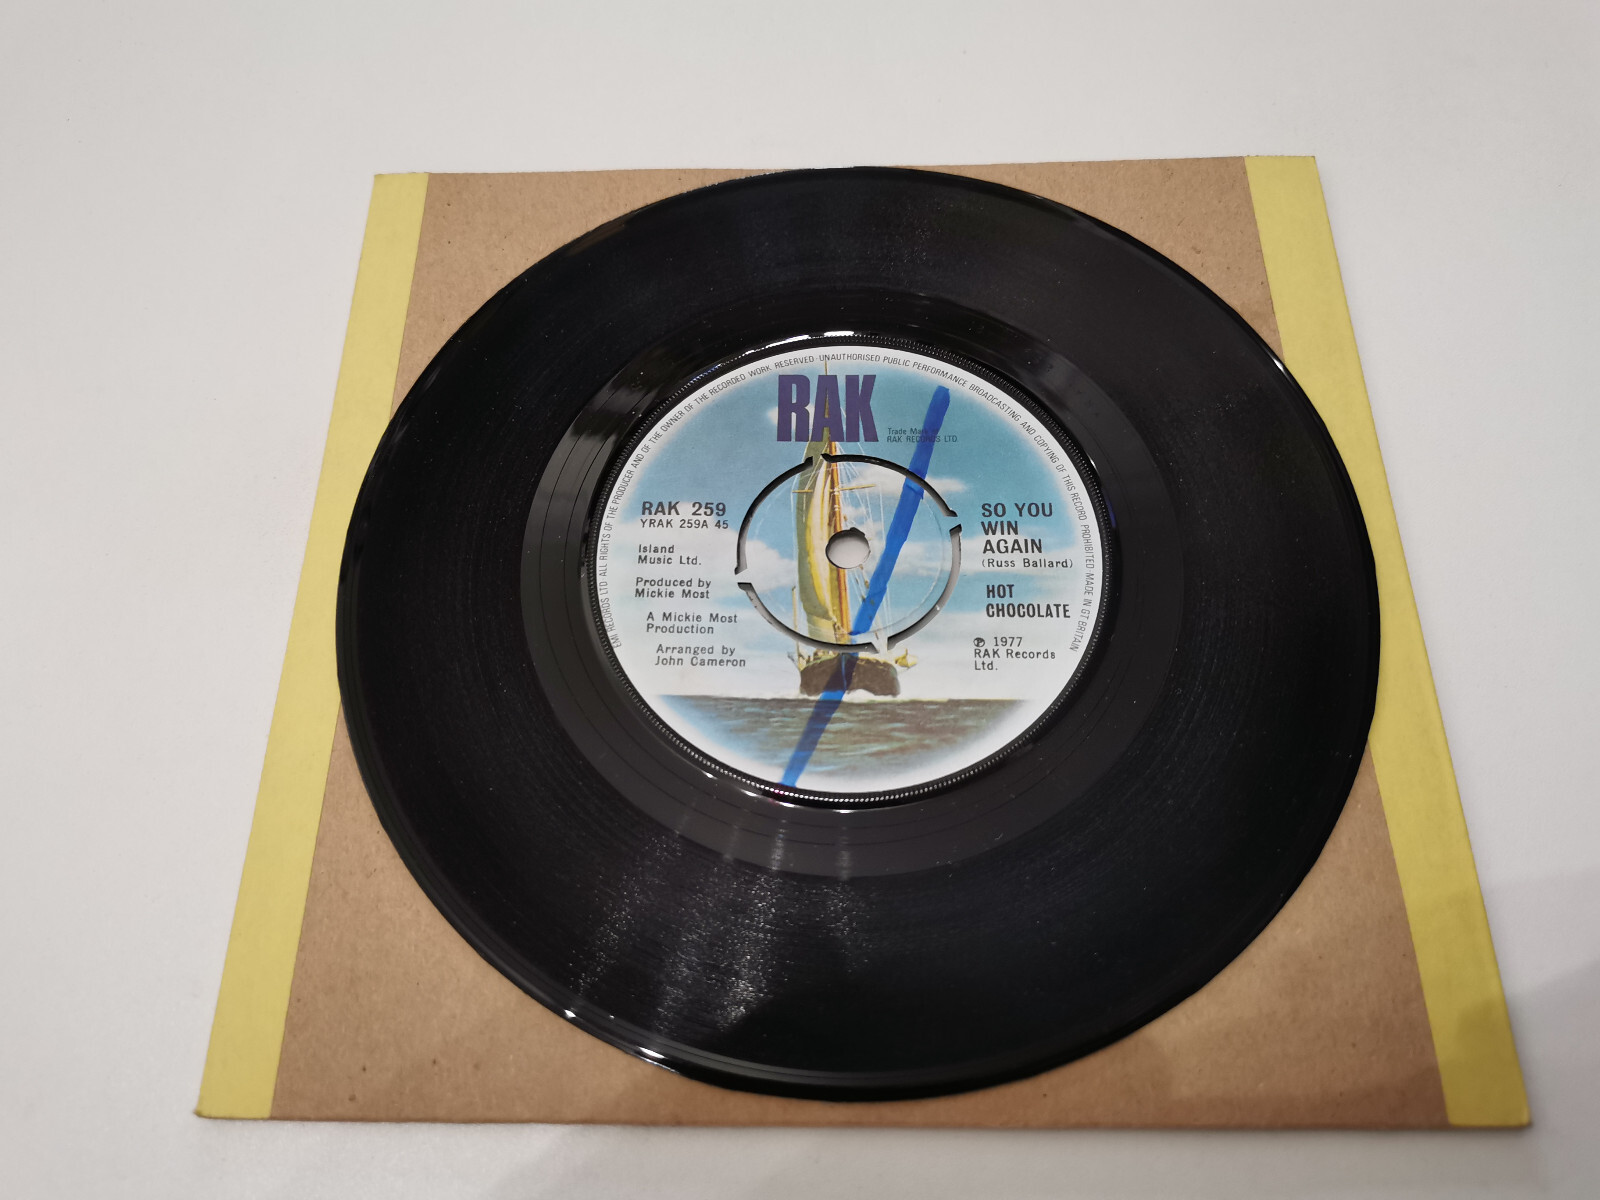 EMI RECORDS LTD ALL RIGHTS OF THE PRODUCER AND OF THE OWNER OF THE RECORDED WORK RESERVED · UNAUTHORISED PUBLIC PERFORMANCE BROADCASTING AND COPYING OF THIS RECORD PROHIBITED MADE IN GT BRITAIN
RAK
Trade Mark of
RAK RECORDS LTD.
RAK 259
YRAK 259A 45
Island
Music Ltd.
Produced by
Mickie Most
A Mickie Most
Production
Arranged by
John Cameron
SO YOU
WIN
AGAIN
(Russ Ballard)
HOT
CHOCOLATE
℗ 1977
RAK Records
Ltd.